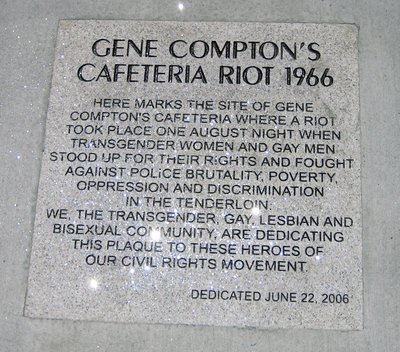 GENE COMPTON'S
CAFETERIA RIOT 1966
HERE MARKS THE SITE OF GENE
COMPTON'S CAFETERIA WHERE A RIOT
TOOK PLACE ONE AUGUST NIGHT WHEN
TRANSGENDER WOMEN AND GAY MEN
STOOD UP FOR THEIR RIGHTS AND FOUGHT
AGAINST POLICE BRUTALITY, POVERTY,
OPPRESSION AND DISCRIMINATION
IN THE TENDERLOIN.
WE, THE TRANSGENDER, GAY, LESBIAN AND
BISEXUAL COMMUNITY, ARE DEDICATING
THIS PLAQUE TO THESE HEROES OF
OUR CIVIL RIGHTS MOVEMENT.
DEDICATED JUNE 22, 2006